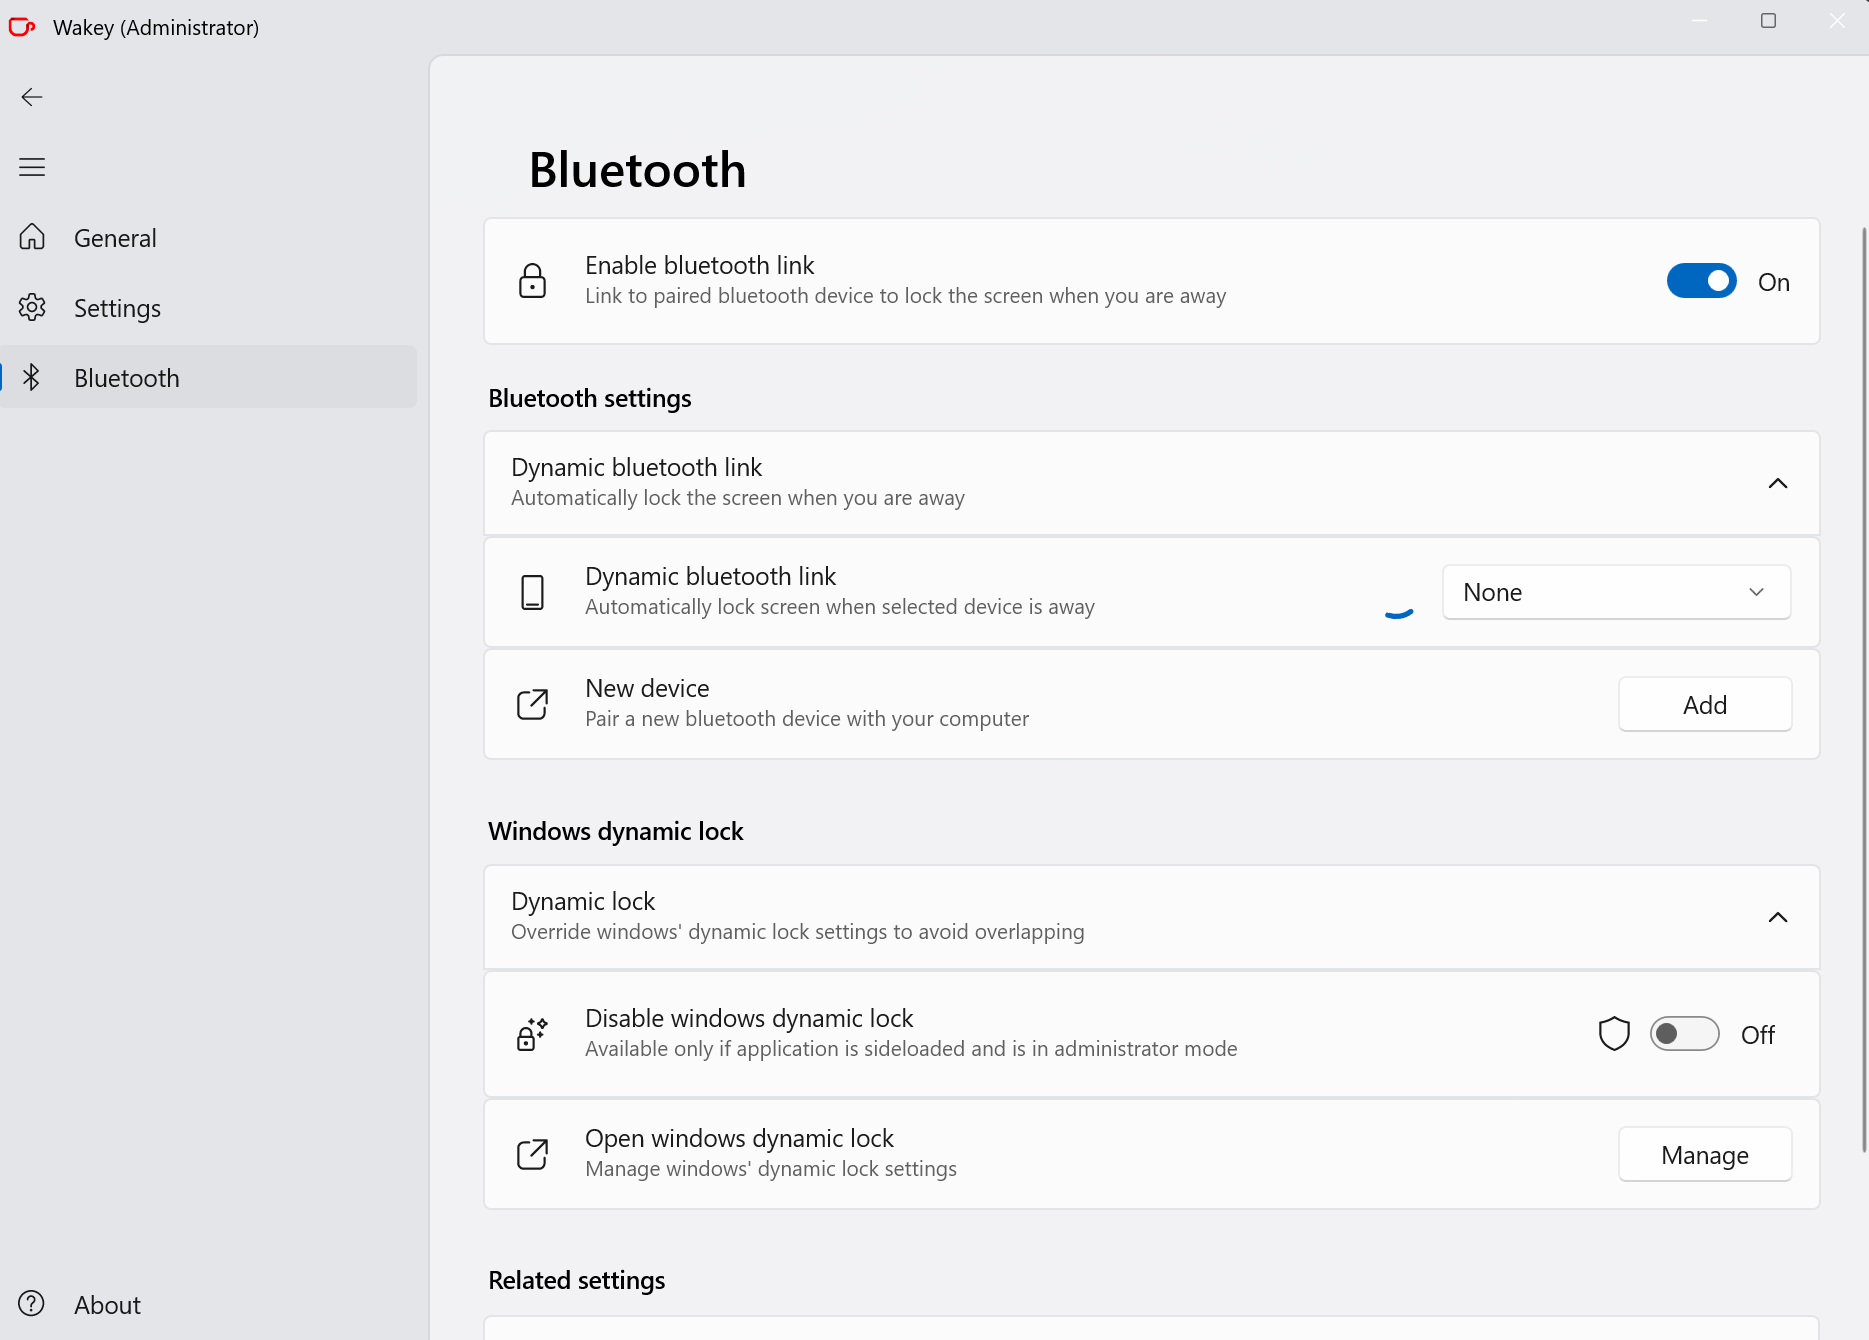 Wakey (Administrator)
General
Settings
Bluetooth
About
Bluetooth
Enable bluetooth link
Link to paired bluetooth device to lock the screen when you are away
On
Bluetooth settings
Dynamic bluetooth link
Automatically lock the screen when you are away
Dynamic bluetooth link
Automatically lock screen when selected device is away
None
New device
Pair a new bluetooth device with your computer
Add
Windows dynamic lock
Dynamic lock
Override windows' dynamic lock settings to avoid overlapping
Disable windows dynamic lock
Available only if application is sideloaded and is in administrator mode
Off
Open windows dynamic lock
Manage windows' dynamic lock settings
Manage
Related settings